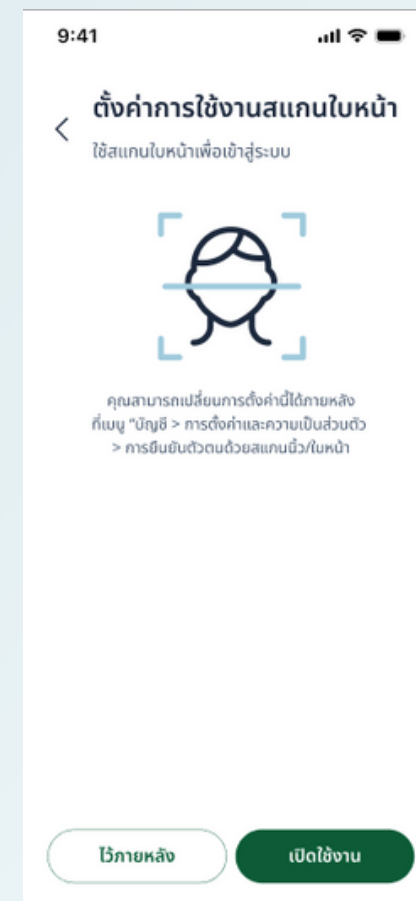 9:41
ตั้งค่าการใช้งานสแกนใบหน้า
ใช้สแกนใบหน้าเพื่อเข้าสู่ระบบ
คุณสามารถเปลี่ยนการตั้งค่านี้ได้ภายหลัง
ที่เมนู “บัญชี > การตั้งค่าและความเป็นส่วนตัว
> การยืนยันตัวตนด้วยสแกนนิ้ว/ใบหน้า
ไว้ภายหลัง
เปิดใช้งาน